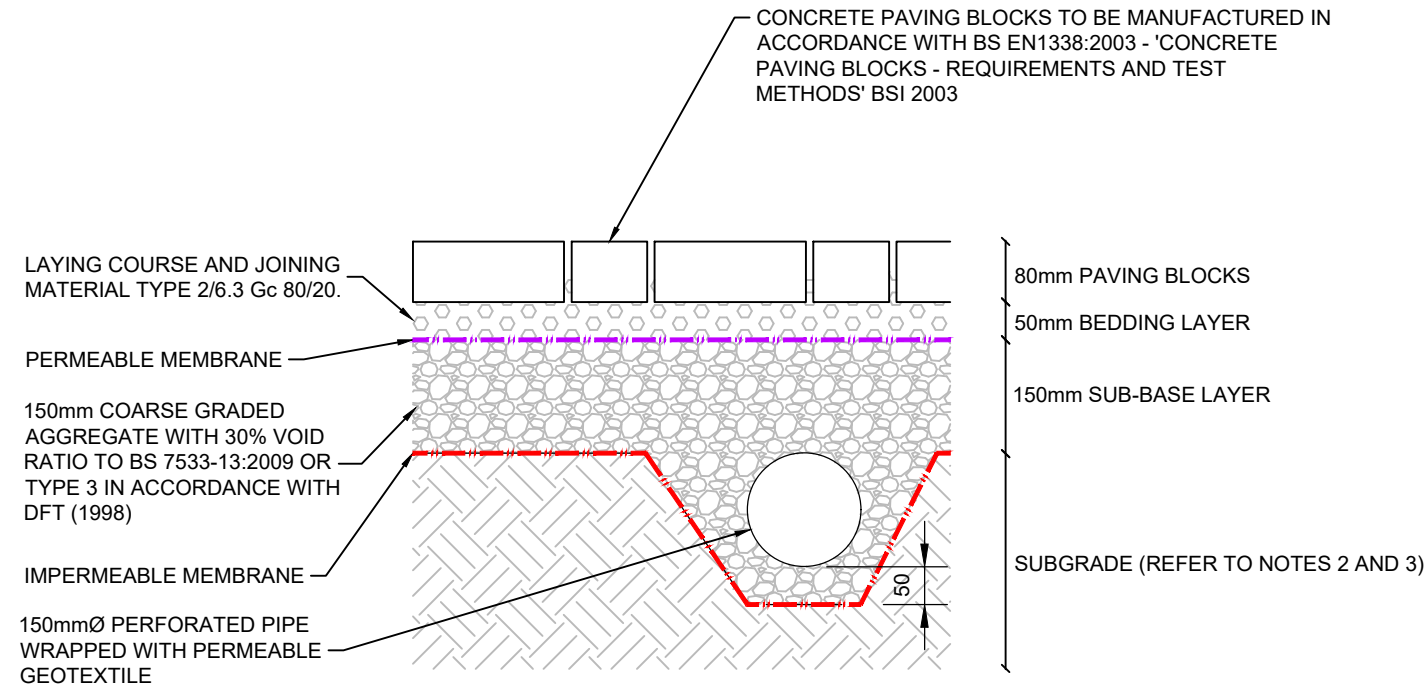 CONCRETE PAVING BLOCKS TO BE MANUFACTURED IN
ACCORDANCE WITH BS EN1338:2003 - 'CONCRETE
PAVING BLOCKS - REQUIREMENTS AND TEST
METHODS' BSI 2003
LAYING COURSE AND JOINING
MATERIAL TYPE 2/6.3 Gc 80/20.
PERMEABLE MEMBRANE
150mm COARSE GRADED
AGGREGATE WITH 30% VOID
RATIO TO BS 7533-13:2009 OR
TYPE 3 IN ACCORDANCE WITH
DFT (1998)
IMPERMEABLE MEMBRANE
150mmØ PERFORATED PIPE
WRAPPED WITH PERMEABLE
GEOTEXTILE
80mm PAVING BLOCKS
50mm BEDDING LAYER
150mm SUB-BASE LAYER
SUBGRADE (REFER TO NOTES 2 AND 3)
50